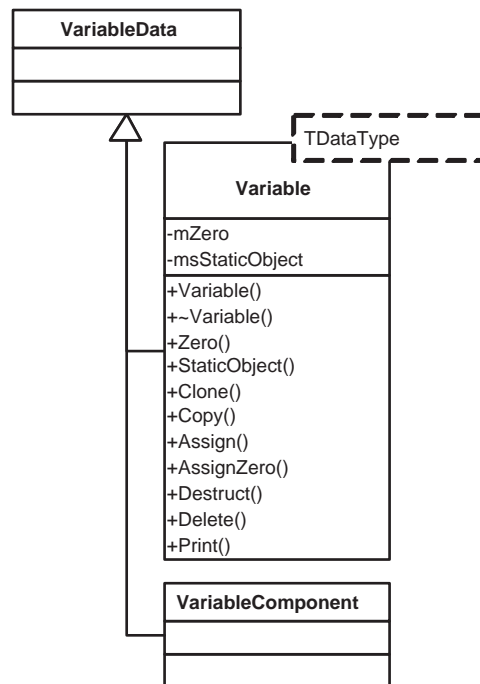 VariableData
TDataType
Variable
-mZero
-msStaticObject
+Variable()
+~Variable()
+Zero()
+StaticObject()
+Clone()
+Copy()
+Assign()
+AssignZero()
+Destruct()
+Delete()
+Print()
VariableComponent